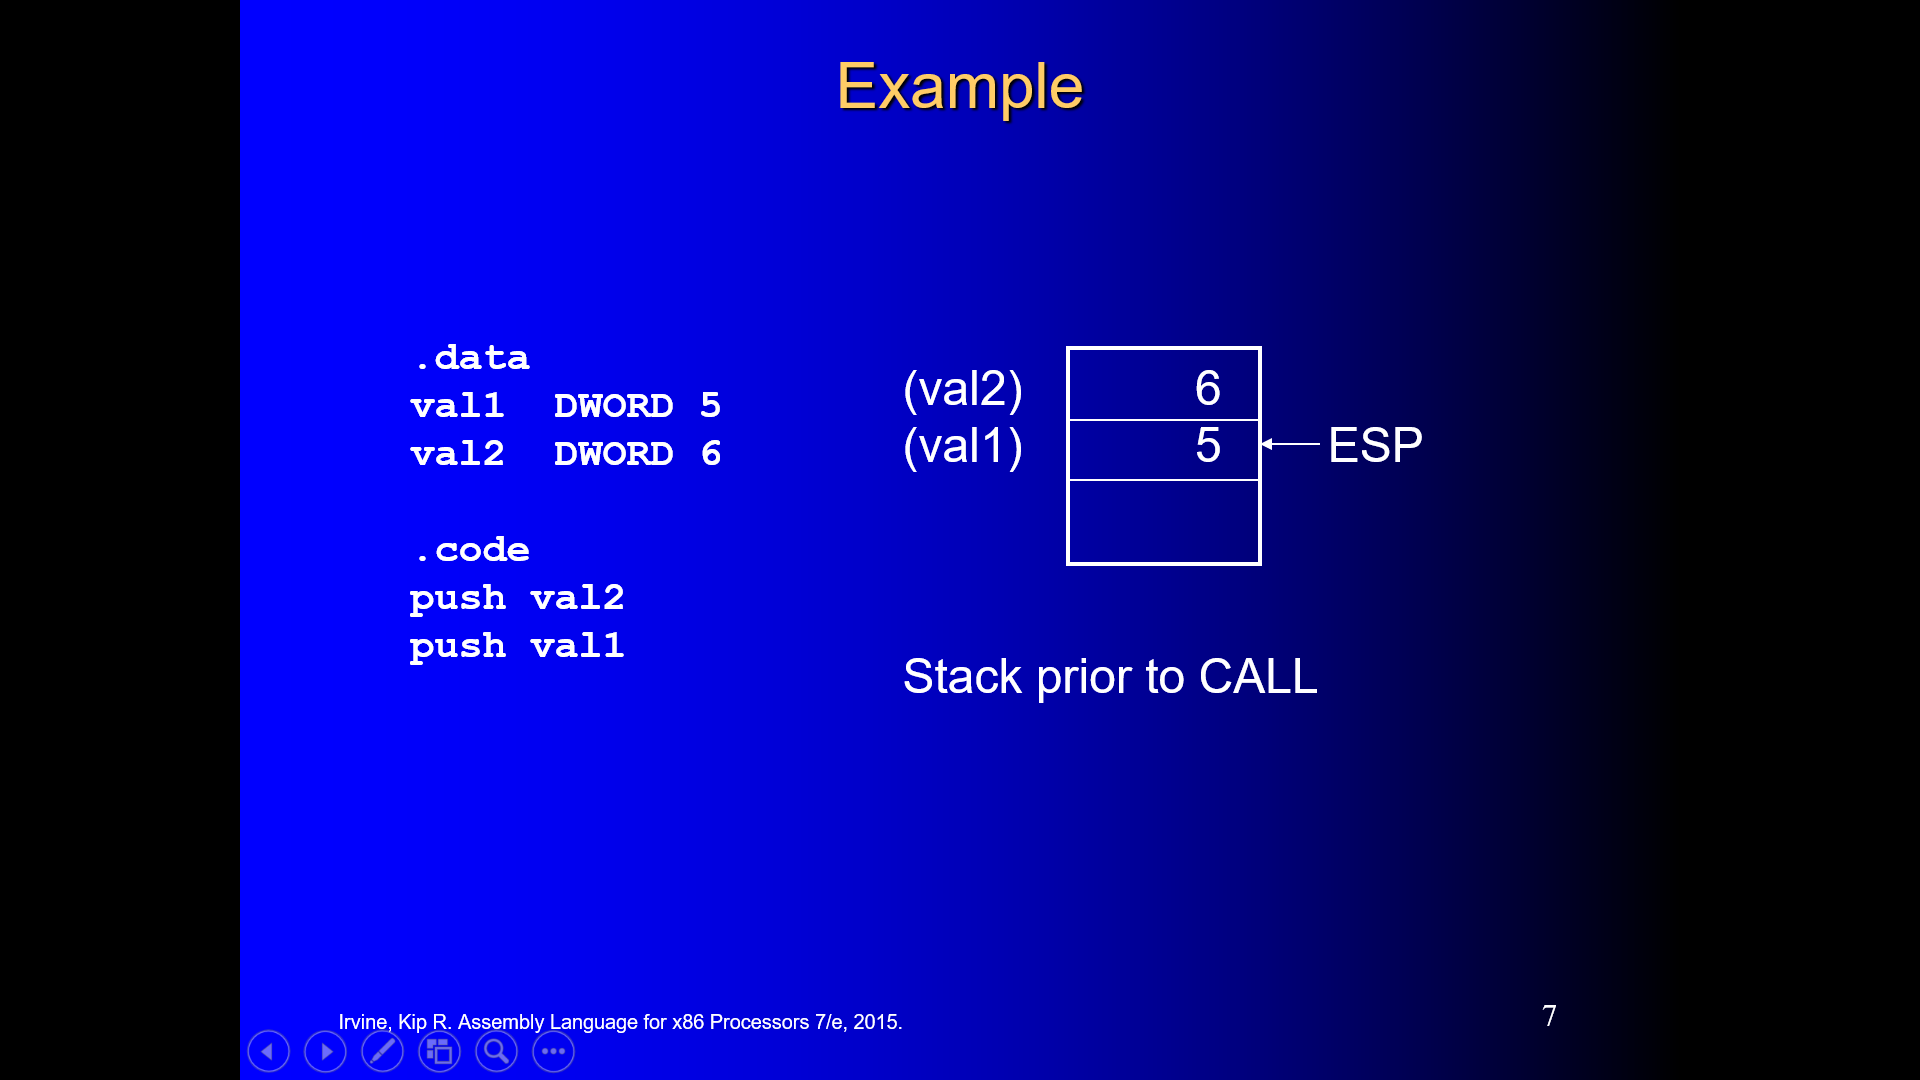 Example
.data
val1  DWORD 5
val2  DWORD 6
.code
push val2
push val1
(val2) 6
(val1) 5 ESP
Stack prior to CALL
Irvine, Kip R. Assembly Language for x86 Processors 7/e, 2015.
7